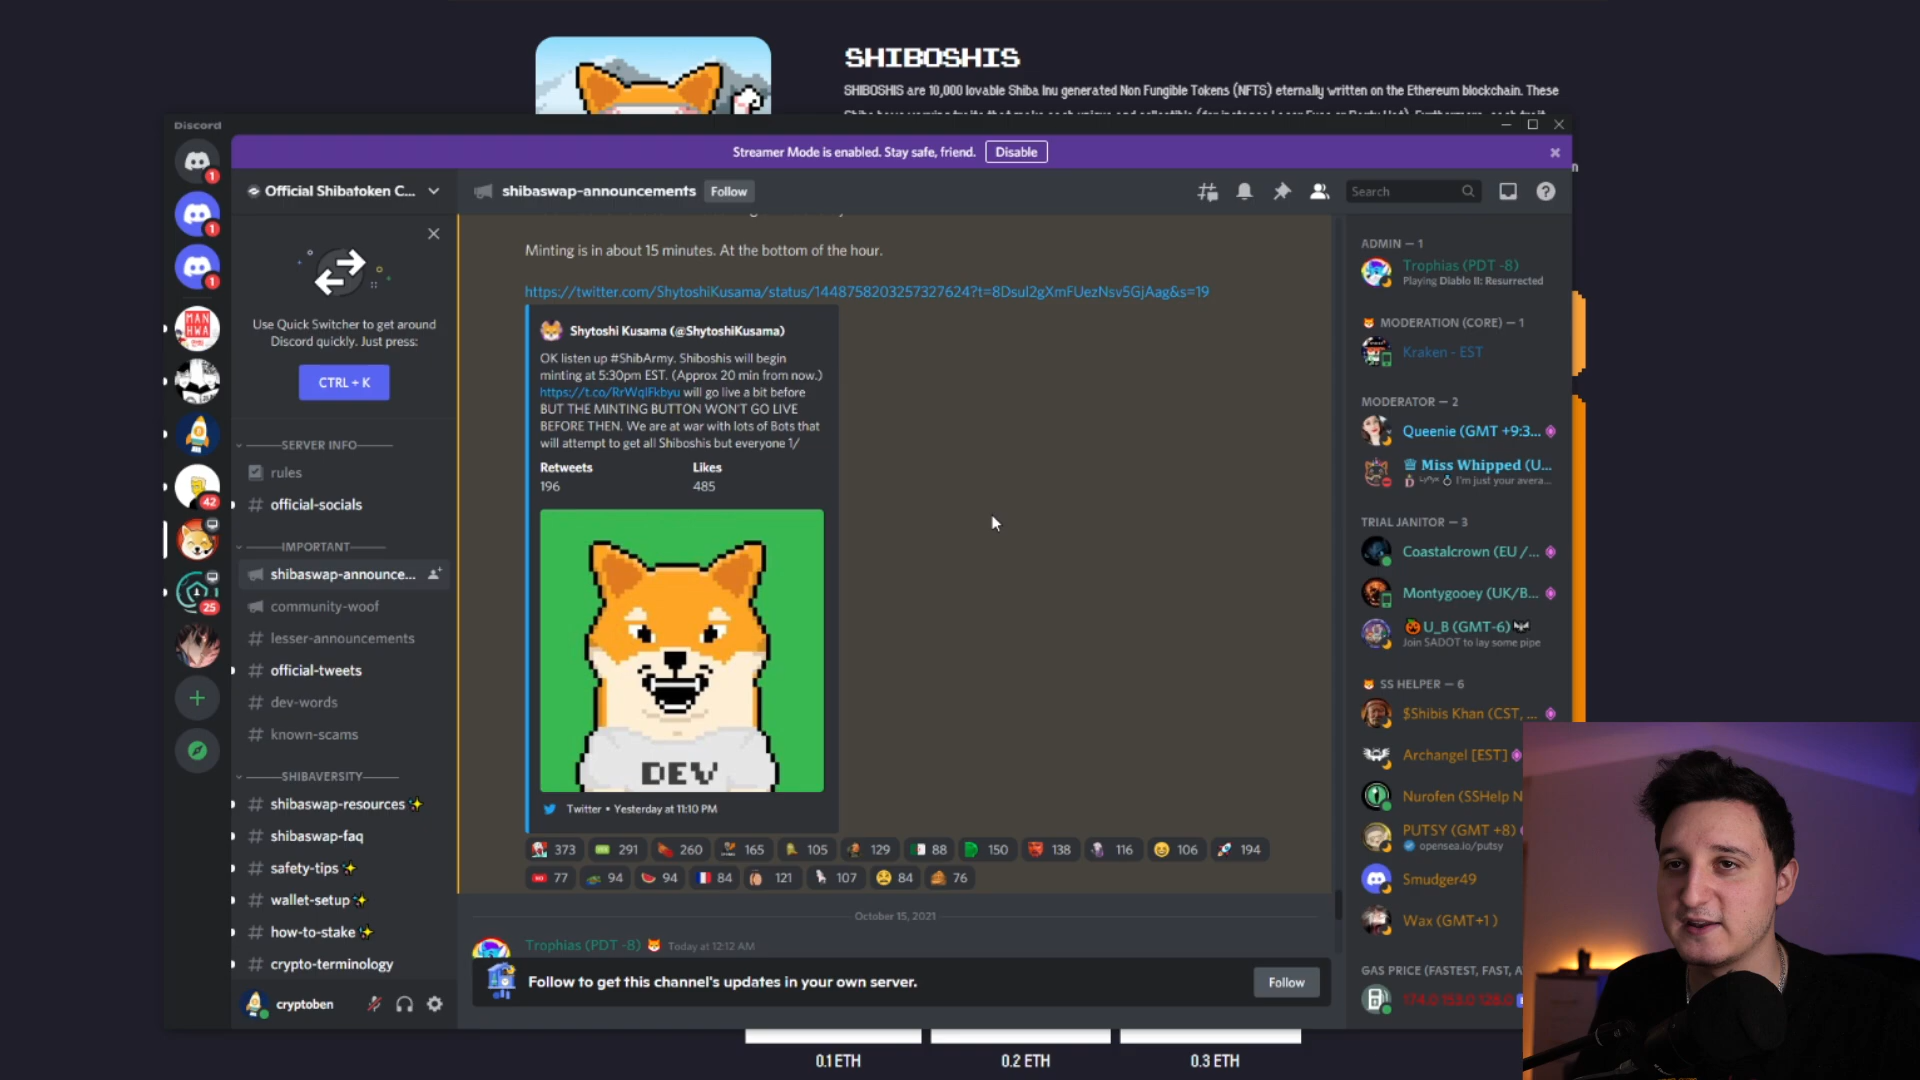 SHIBOSHIS
SHIBOSHIS are 10,000 lovable Shiba Inu generated Non Fungible Tokens (NFTS) eternally written on the Ethereum blockchain. These
Discord
Streamer Mode is enabled. Stay safe, friend.
Disable
Official Shibatoken C...
shibaswap-announcements
Follow
Search
Use Quick Switcher to get around
Discord quickly. Just press:
CTRL + K
SERVER INFO
rules
official-socials
IMPORTANT
shibaswap-announce...
community-woof
lesser-announcements
official-tweets
dev-words
known-scams
SHIBAVERSITY
shibaswap-resources
shibaswap-faq
safety-tips
wallet-setup
how-to-stake
crypto-terminology
cryptoben
1
1
1
MAN
HWA
42
25
Minting is in about 15 minutes. At the bottom of the hour.
https://twitter.com/ShytoshiKusama/status/1448758203257327624?t=8Dsul2gXmFUezNsv5GjAag&s=19
Shytoshi Kusama (@ShytoshiKusama)
OK listen up #ShibArmy. Shiboshis will begin
minting at 5:30pm EST. (Approx 20 min from now.)
https://t.co/RrWqlFkbyu will go live a bit before
BUT THE MINTING BUTTON WON'T GO LIVE
BEFORE THEN. We are at war with lots of Bots that
will attempt to get all Shiboshis but everyone 1/
Retweets Likes
196 485
DEV
Twitter • Yesterday at 11:10 PM
373 291 260 165 105 129 88 150 138 116 106 194
77 94 94 84 121 107 84 76
October 15, 2021
Trophias (PDT -8) Today at 12:12 AM
Follow to get this channel's updates in your own server.
Follow
ADMIN — 1
Trophias (PDT -8)
Playing Diablo II: Resurrected
MODERATION (CORE) — 1
Kraken - EST
MODERATOR — 2
Queenie (GMT +9:3...
Miss Whipped (U...
I'm just your avera...
TRIAL JANITOR — 3
Coastalcrown (EU /...
Montygooey (UK/B...
U_B (GMT-6)
Join SADOT to lay some pipe
SS HELPER — 6
$Shibis Khan (CST, ...
Archangel [EST]
Nurofen (SSHelp N
PUTSY (GMT +8)
opensea.io/putsy
Smudger49
Wax (GMT+1 )
GAS PRICE (FASTEST, FAST, A
0.1 ETH
0.2 ETH
0.3 ETH